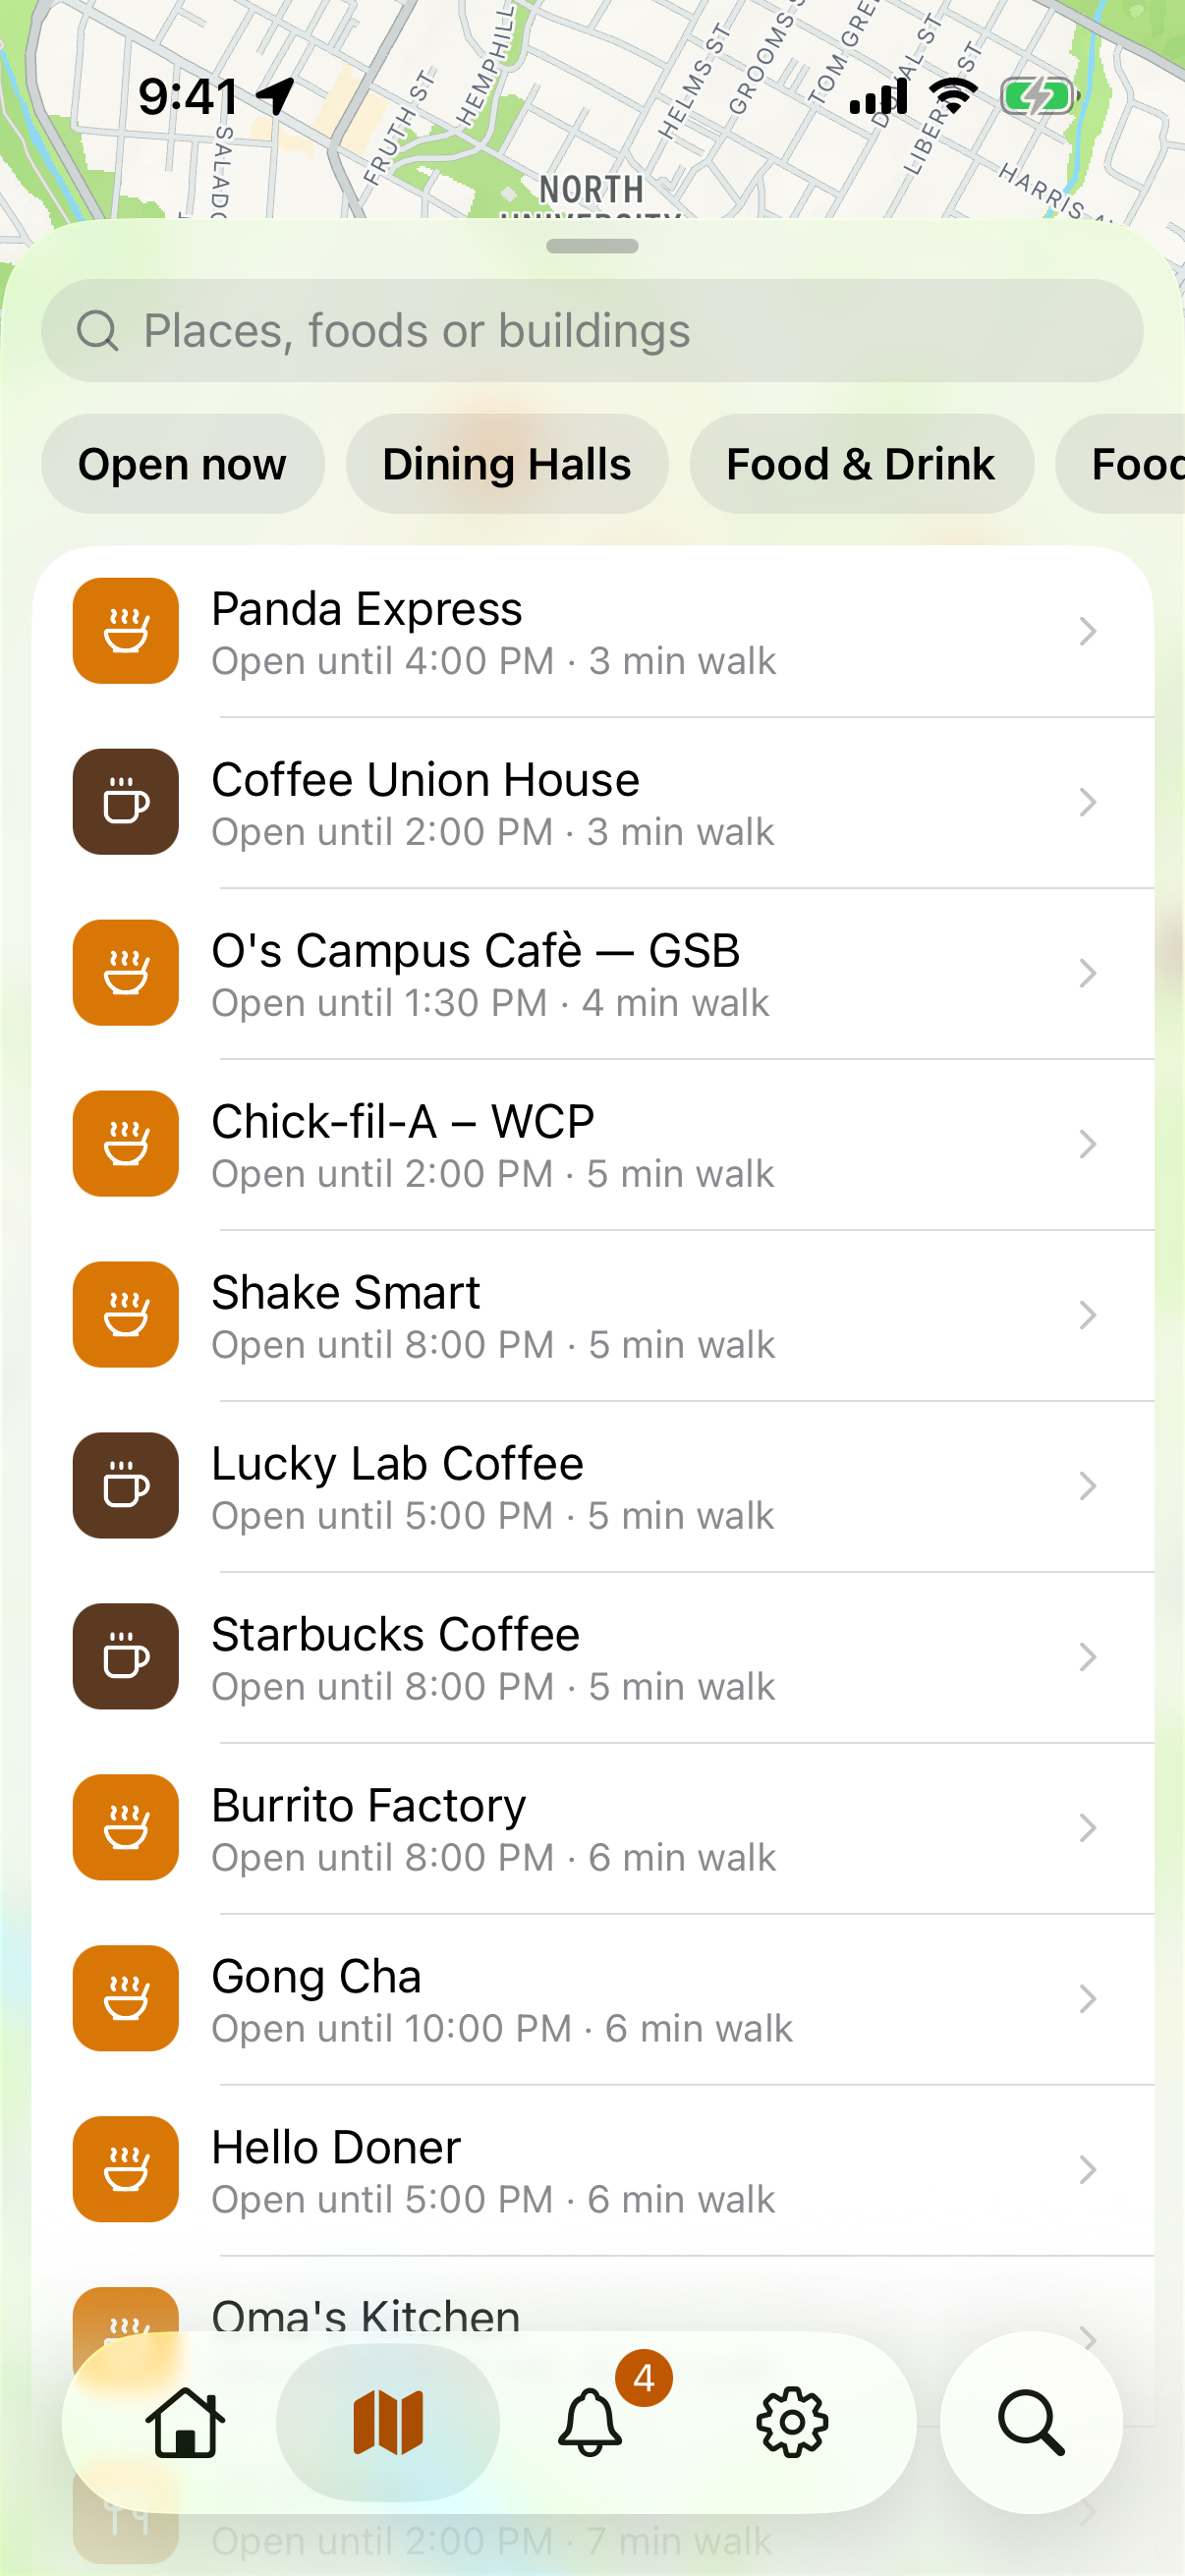 HEMPHILL
HELMS ST
GROOMS S
TOM GREE
LIBER ST
9:41
FRUTH ST
SALADO
HARRIS A
NORTH
UNIVERSITY
Places, foods or buildings
Open now
Dining Halls
Food & Drink
Food
Panda Express
Open until 4:00 PM · 3 min walk
Coffee Union House
Open until 2:00 PM · 3 min walk
O's Campus Cafè — GSB
Open until 1:30 PM · 4 min walk
Chick-fil-A – WCP
Open until 2:00 PM · 5 min walk
Shake Smart
Open until 8:00 PM · 5 min walk
Lucky Lab Coffee
Open until 5:00 PM · 5 min walk
Starbucks Coffee
Open until 8:00 PM · 5 min walk
Burrito Factory
Open until 8:00 PM · 6 min walk
Gong Cha
Open until 10:00 PM · 6 min walk
Hello Doner
Open until 5:00 PM · 6 min walk
Oma's Kitchen
4
Open until 2:00 PM · 7 min walk